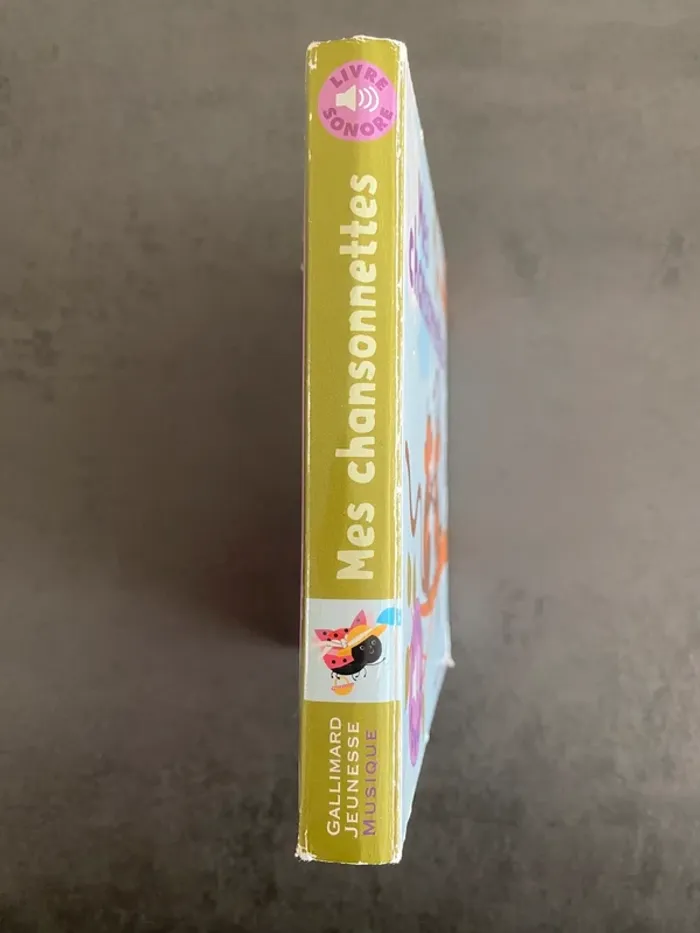 LIVRE
SONORE
Mes chansonnettes
GALLIMARD
JEUNESSE
MUSIQUE